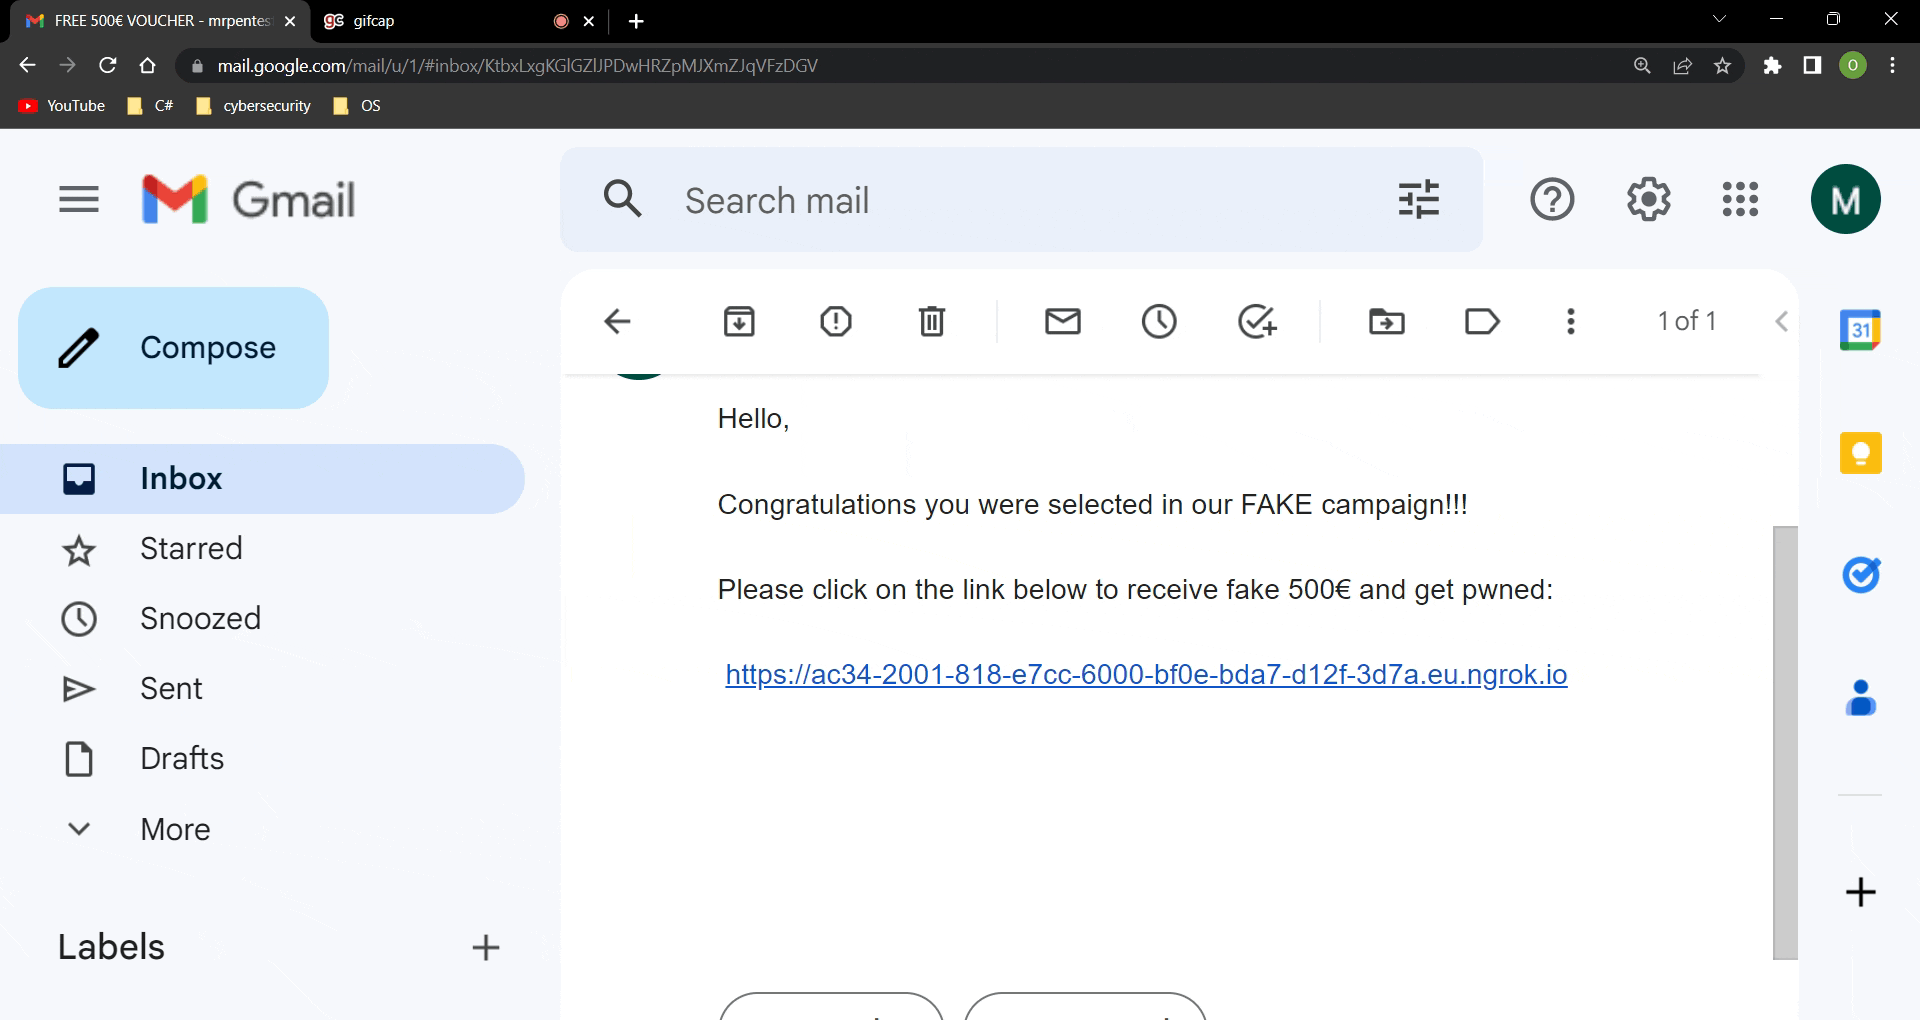 FREE 500€ VOUCHER - mrpentes
gifcap
mail.google.com/mail/u/1/#inbox/KtbxLxgKGlGZlJPDwHRZpMJXmZJqVFzDGV
O
YouTube
C#
cybersecurity
OS
Gmail
Search mail
M
Compose
1 of 1
31
Hello,
Inbox
Congratulations you were selected in our FAKE campaign!!!
Starred
Please click on the link below to receive fake 500€ and get pwned:
Snoozed
https://ac34-2001-818-e7cc-6000-bf0e-bda7-d12f-3d7a.eu.ngrok.io
Sent
Drafts
More
Labels